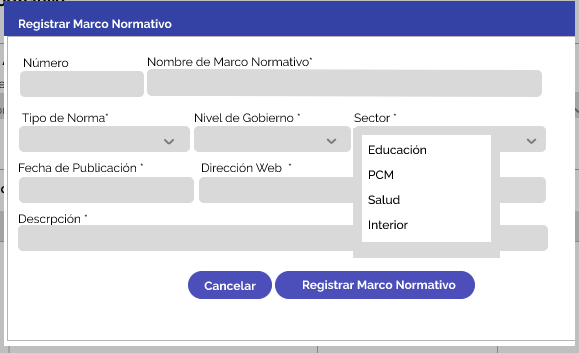 Registrar Marco Normativo
Número
Nombre de Marco Normativo*
Tipo de Norma*
Nivel de Gobierno *
Sector *
Educación
PCM
Salud
Interior
Fecha de Publicación *
Dirección Web *
Descrpción *
Cancelar
Registrar Marco Normativo